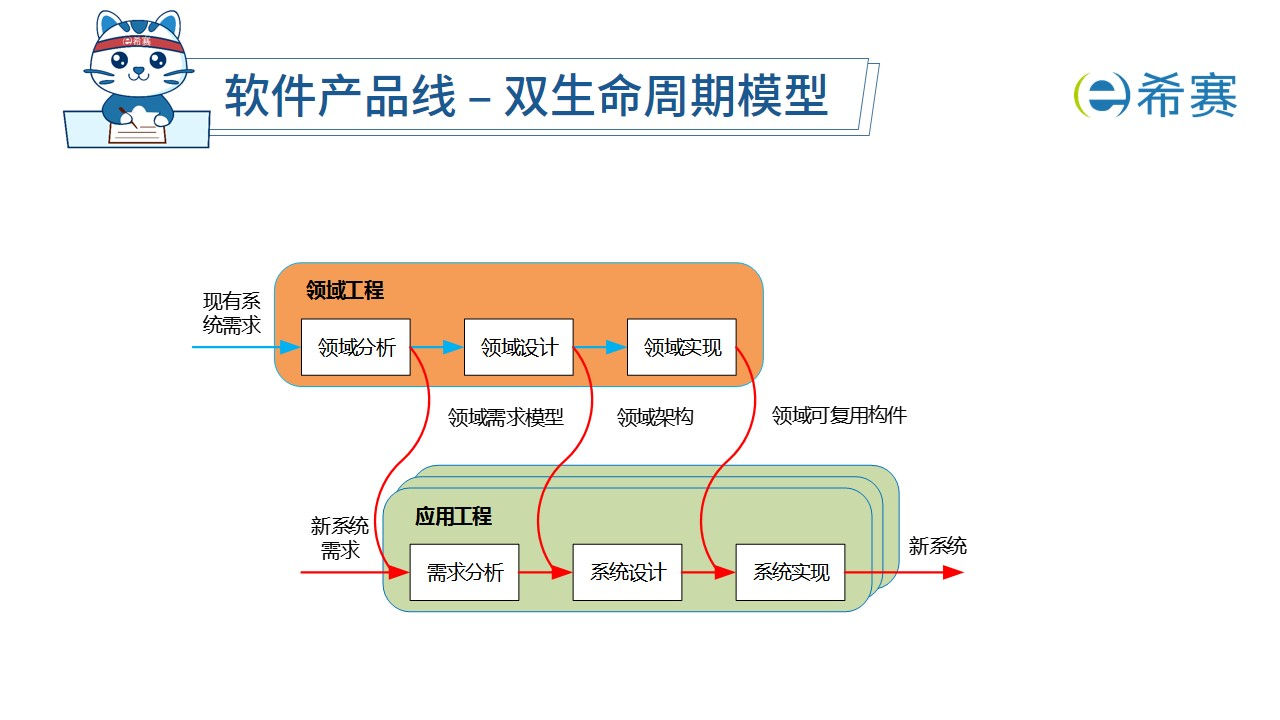 希赛
软件产品线 – 双生命周期模型
希赛
领域工程
现有系
统需求
领域分析
领域设计
领域实现
领域需求模型
领域架构
领域可复用构件
应用工程
新系统
需求
新系统
需求分析
系统设计
系统实现